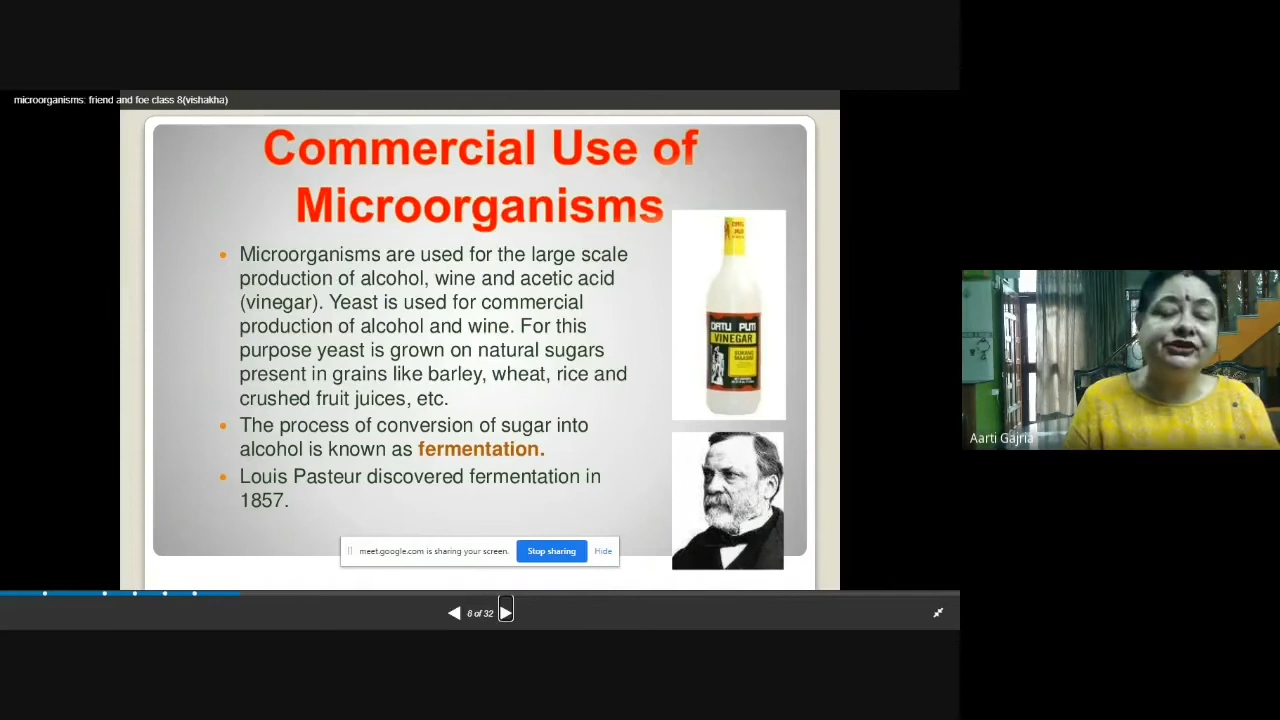 microorganisms: friend and foe class 8(vishakha)
Commercial Use of
Microorganisms
Microorganisms are used for the large scale
production of alcohol, wine and acetic acid
(vinegar). Yeast is used for commercial
production of alcohol and wine. For this
purpose yeast is grown on natural sugars
present in grains like barley, wheat, rice and
crushed fruit juices, etc.
The process of conversion of sugar into
alcohol is known as fermentation.
Louis Pasteur discovered fermentation in
1857.
DATU PUTI
VINEGAR
meet.google.com is sharing your screen.
Stop sharing
Hide
6 of 32
Aarti Gajria